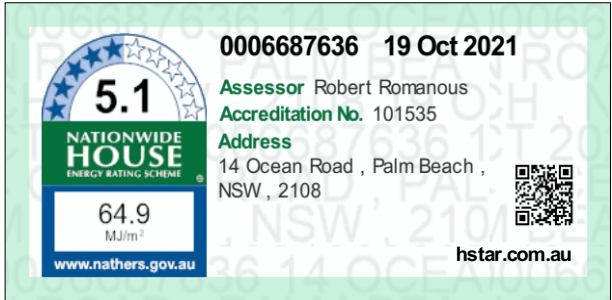 0006687636 19 Oct 2021
5.1
NATIONWIDE
HOUSE
ENERGY RATING SCHEME
64.9
MJ/m²
www.nathers.gov.au
Assessor Robert Romanous
Accreditation No. 101535
Address
14 Ocean Road , Palm Beach ,
NSW , 2108
hstar.com.au